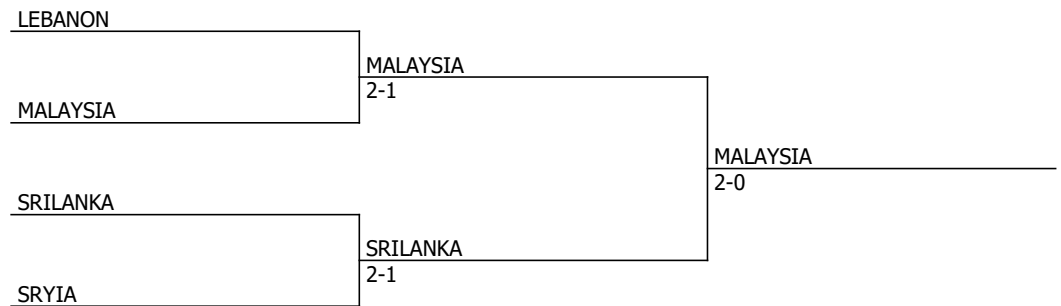 LEBANON
MALAYSIA
2-1
MALAYSIA
MALAYSIA
2-0
SRILANKA
SRILANKA
2-1
SRYIA